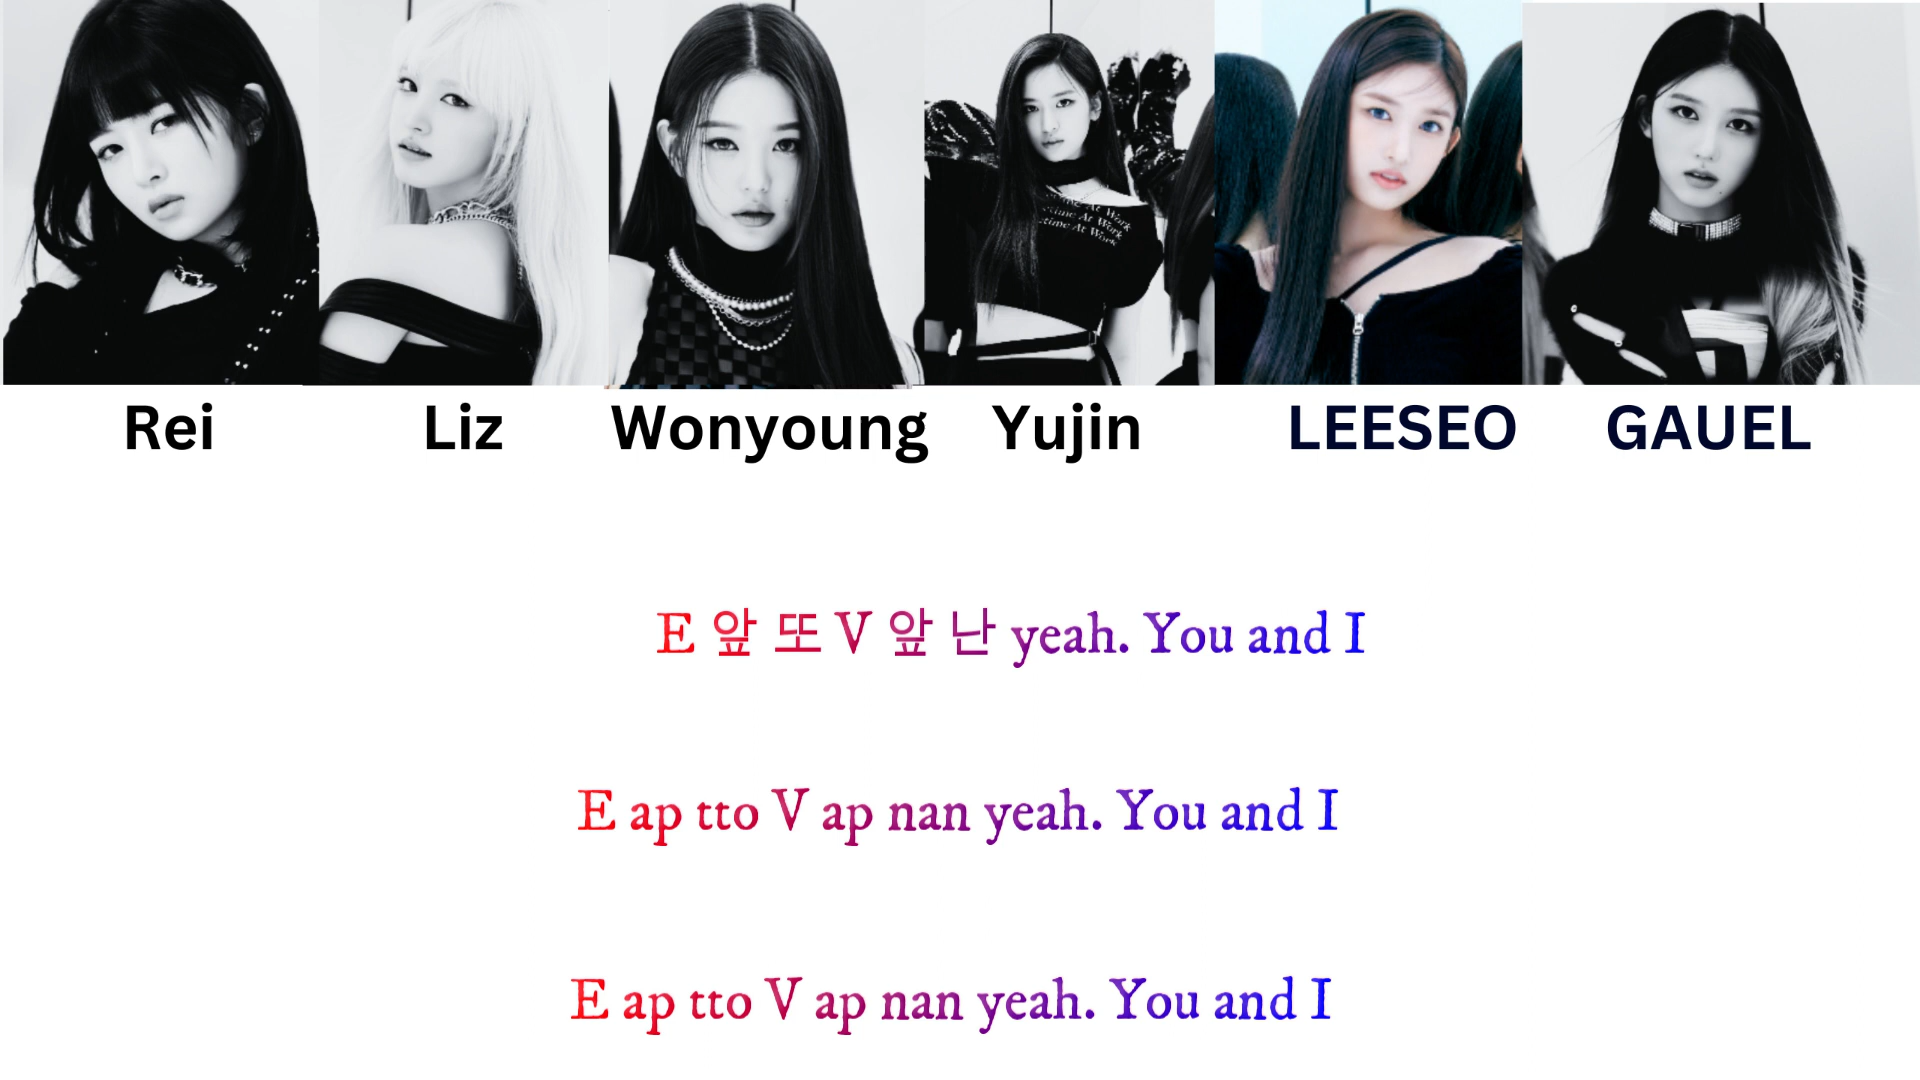 Rei Liz Wonyoung Yujin LEESEO GAUEL
E 앞 또 V 앞 난 yeah. You and I
E ap tto V ap nan yeah. You and I
E ap tto V ap nan yeah. You and I